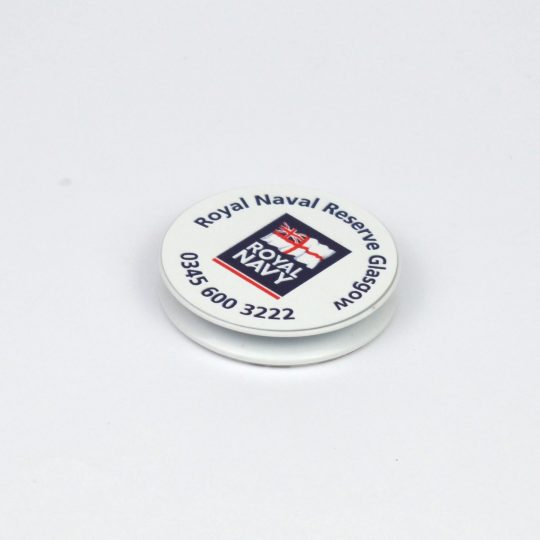 Royal Naval Reserve Glasgow
ROYAL
NAVY
0345 600 3222